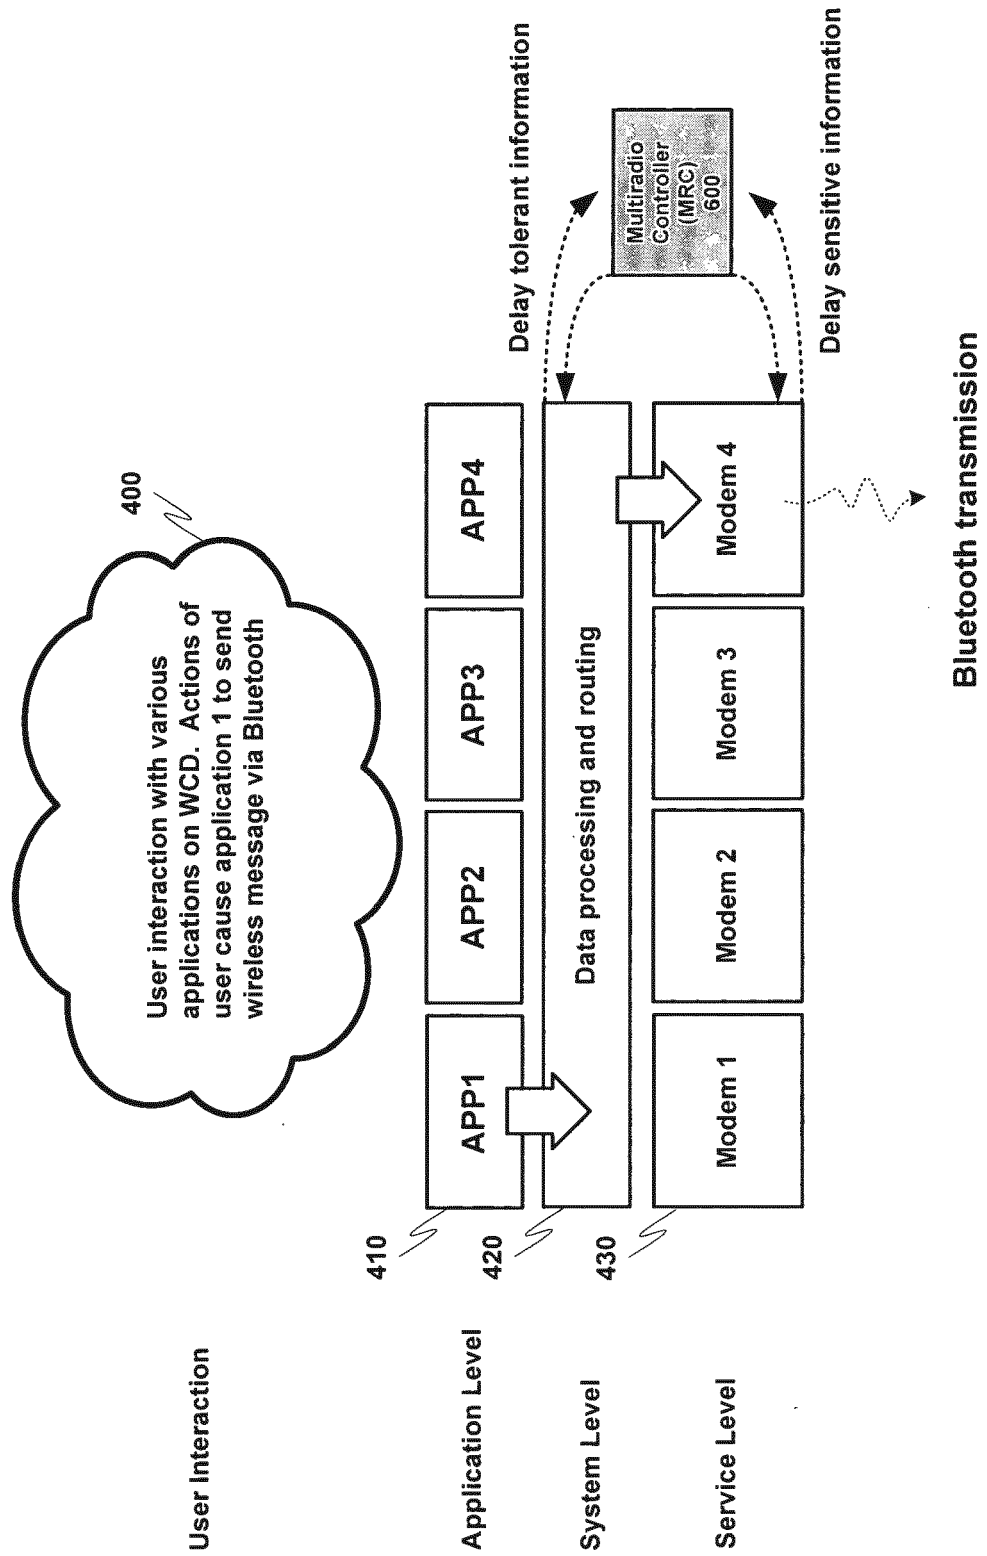 User Interaction
User interaction with various
applications on WCD. Actions of
user cause application 1 to send
wireless message via Bluetooth
400
Application Level
410
APP1
APP2
APP3
APP4
Delay tolerant information
System Level
420
Data processing and routing
Multiradio
Controller
(MRC)
600
Service Level
430
Modem 1
Modem 2
Modem 3
Modem 4
Delay sensitive information
Bluetooth transmission